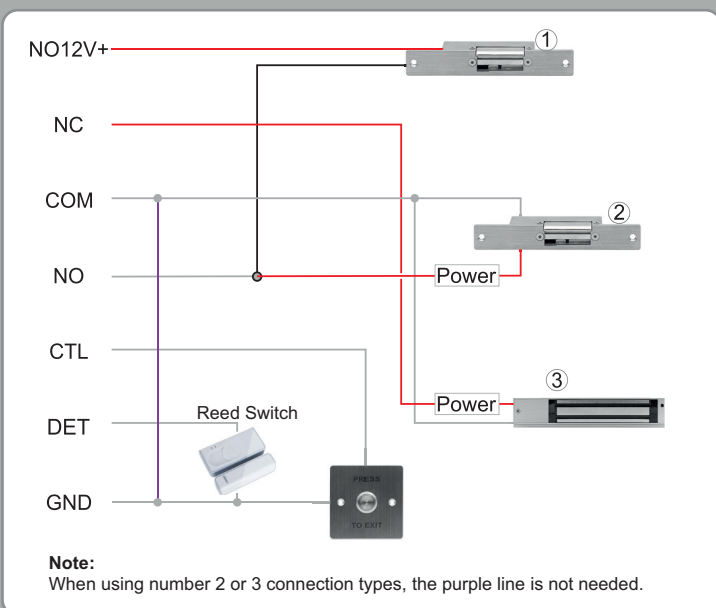 NO12V+
①
NC
COM
②
NO
Power
CTL
③
Power
Reed Switch
DET
PRESS
GND
TO EXIT
Note:
When using number 2 or 3 connection types, the purple line is not needed.